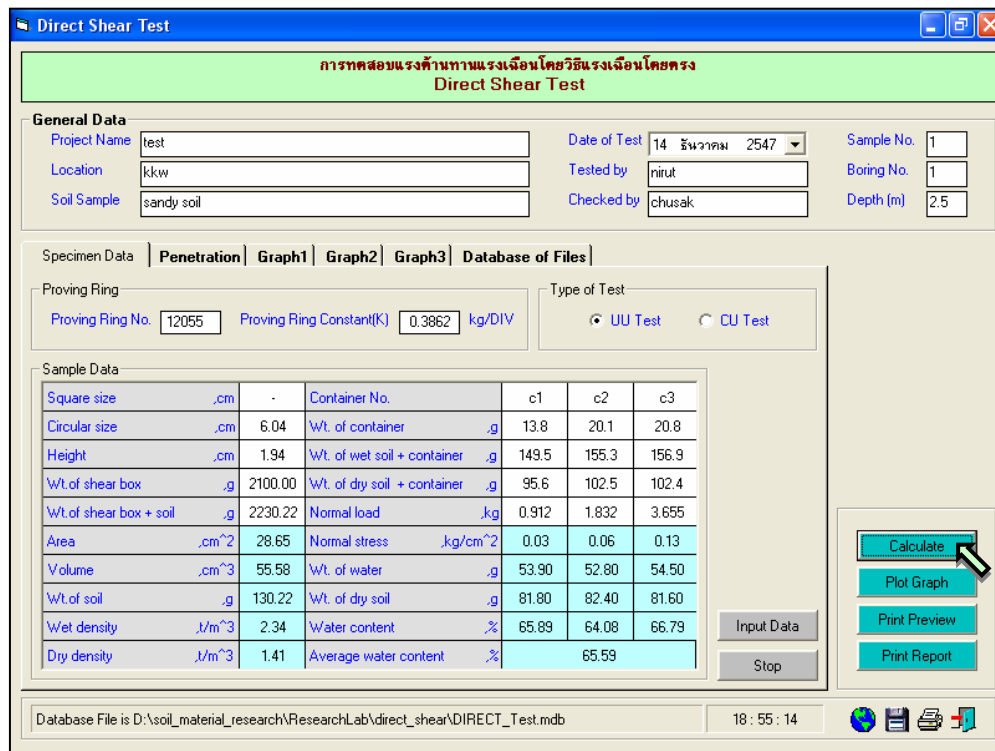 Direct Shear Test
การทดสอบแรงต้านทานแรงเฉือนโดยวิธีแรงเฉือนโดยตรง
Direct Shear Test
General Data
Project Name test Date of Test 14 ธันวาคม 2547 Sample No. 1
Location kkw Tested by nirut Boring No. 1
Soil Sample sandy soil Checked by chusak Depth (m) 2.5
Specimen Data Penetration Graph1 Graph2 Graph3 Database of Files
Proving Ring Type of Test
Proving Ring No. 12055 Proving Ring Constant(K) 0.3862 kg/DIV UU Test CU Test
Sample Data
Square size ,cm - Container No. c1 c2 c3
Circular size ,cm 6.04 Wt. of container ,g 13.8 20.1 20.8
Height ,cm 1.94 Wt. of wet soil + container ,g 149.5 155.3 156.9
Wt.of shear box ,g 2100.00 Wt. of dry soil + container ,g 95.6 102.5 102.4
Wt.of shear box + soil ,g 2230.22 Normal load ,kg 0.912 1.832 3.655
Area ,cm^2 28.65 Normal stress ,kg/cm^2 0.03 0.06 0.13
Volume ,cm^3 55.58 Wt. of water ,g 53.90 52.80 54.50
Wt.of soil ,g 130.22 Wt. of dry soil ,g 81.80 82.40 81.60
Wet density ,t/m^3 2.34 Water content ,% 65.89 64.08 66.79
Dry density ,t/m^3 1.41 Average water content ,% 65.59
Input Data
Stop
Calculate
Plot Graph
Print Preview
Print Report
Database File is D:\soil_material_research\ResearchLab\direct_shear\DIRECT_Test.mdb 18 : 55 : 14